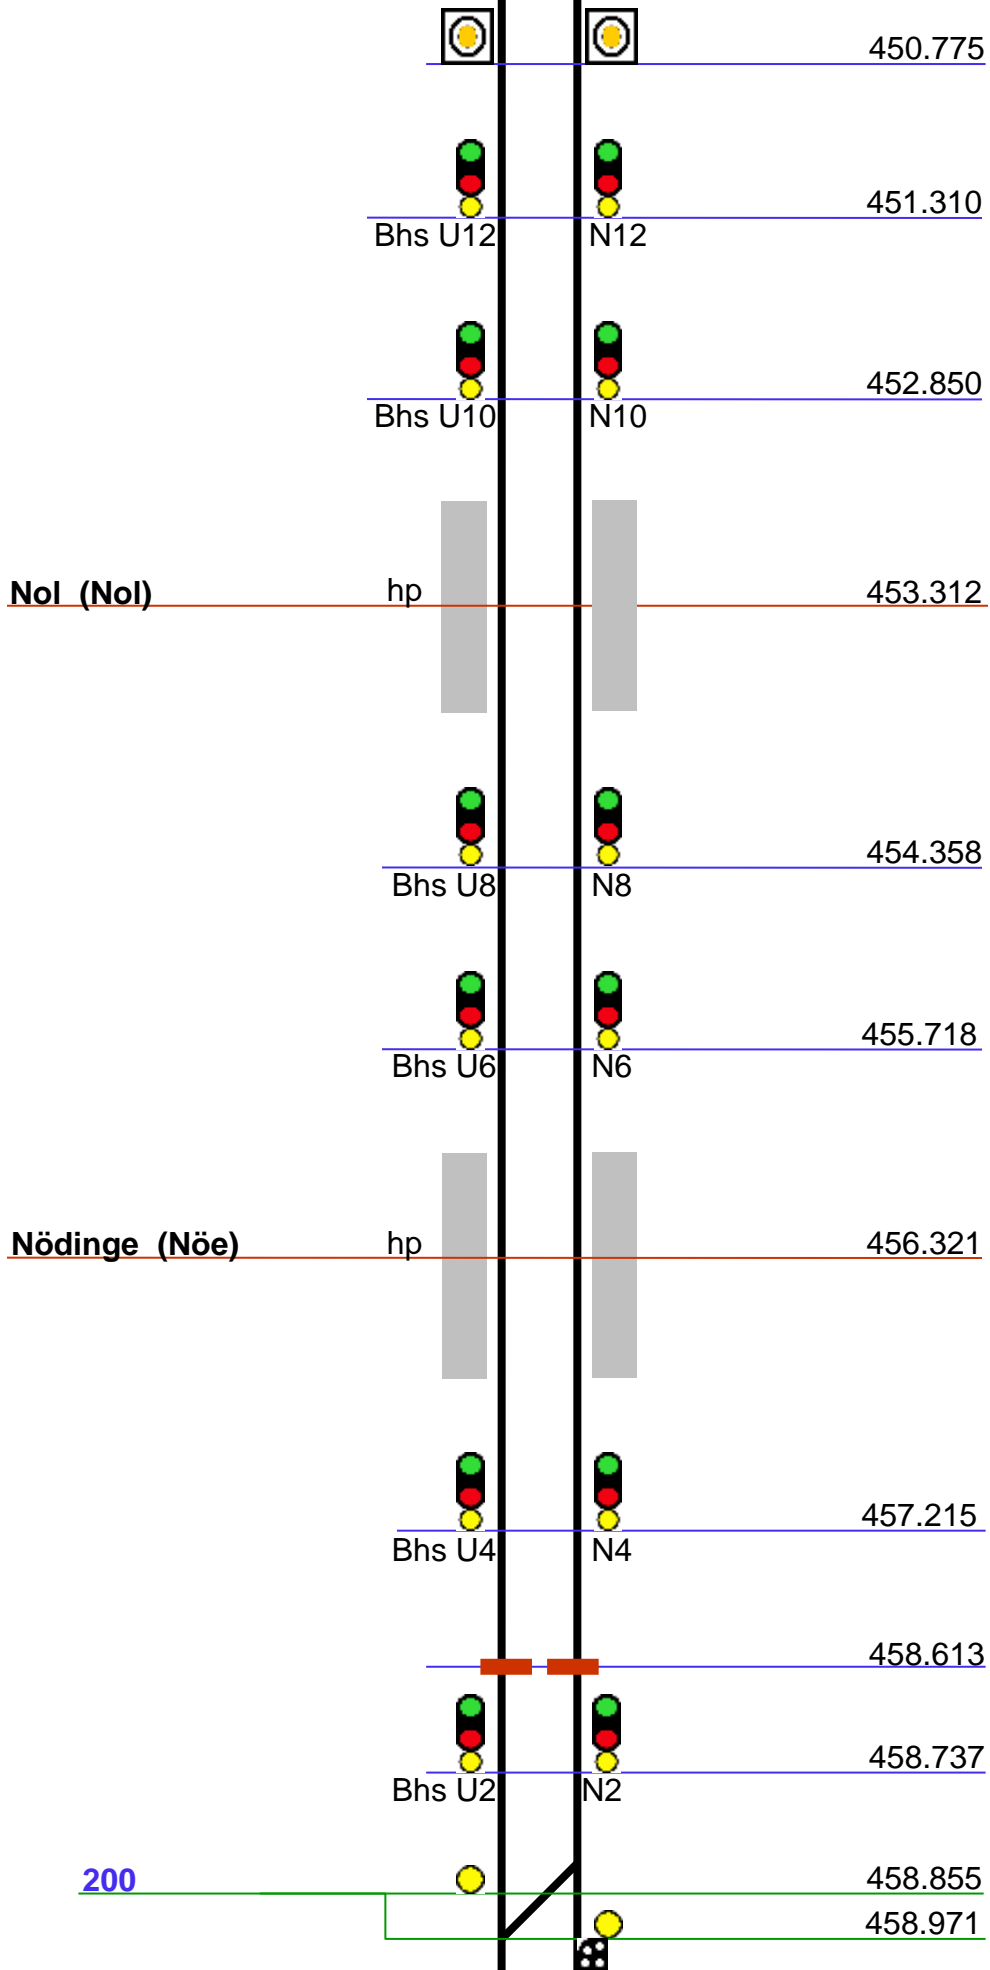 450.775
451.310
Bhs U12 N12
452.850
Bhs U10 N10
Nol (Nol) hp 453.312
454.358
Bhs U8 N8
455.718
Bhs U6 N6
Nödinge (Nöe) hp 456.321
457.215
Bhs U4 N4
458.613
458.737
Bhs U2 N2
200 458.855
458.971